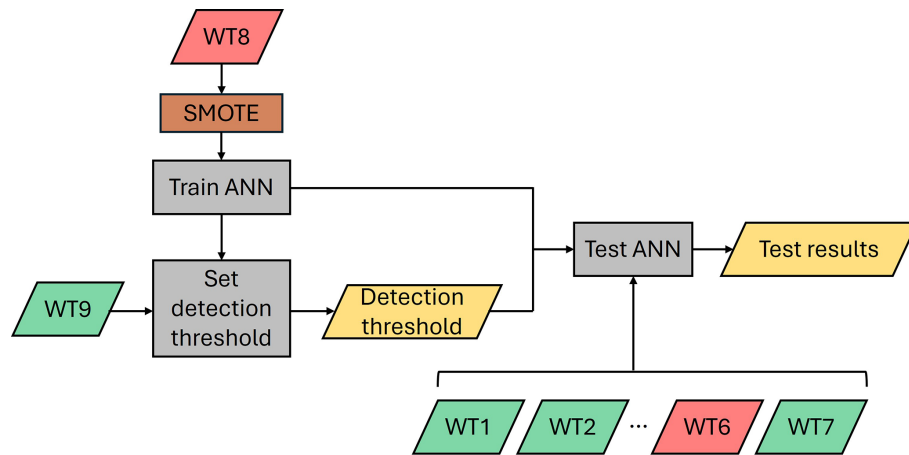 WT8
SMOTE
Train ANN
Test ANN
Test results
Set
detection
threshold
WT9
Detection
threshold
WT1
WT2
...
WT6
WT7